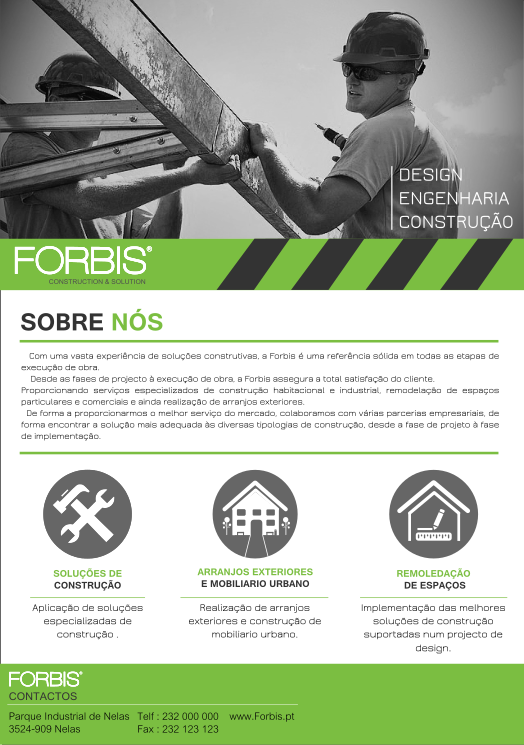 DESIGN
ENGENHARIA
CONSTRUÇÃO
FORBIS®
CONSTRUCTION & SOLUTION
SOBRE NÓS
Com uma vasta experiência de soluções construtivas, a Forbis é uma referência sólida em todas as etapas de
execução de obra.
Desde as fases de projecto à execução de obra, a Forbis assegura a total satisfação do cliente.
Proporcionando serviços especializados de construção habitacional e industrial, remodelação de espaços
particulares e comerciais e ainda realização de arranjos exteriores.
De forma a proporcionarmos o melhor serviço do mercado, colaboramos com várias parcerias empresariais, de
forma encontrar a solução mais adequada às diversas tipologias de construção, desde a fase de projeto à fase
de implementação.
SOLUÇÕES DE
CONSTRUÇÃO
Aplicação de soluções
especializadas de
construção .
ARRANJOS EXTERIORES
E MOBILIARIO URBANO
Realização de arranjos
exteriores e construção de
mobiliario urbano.
REMOLEDAÇÃO
DE ESPAÇOS
Implementação das melhores
soluções de construção
suportadas num projecto de
design.
FORBIS®
CONTACTOS
Parque Industrial de Nelas Telf : 232 000 000 www.Forbis.pt
3524-909 Nelas Fax : 232 123 123